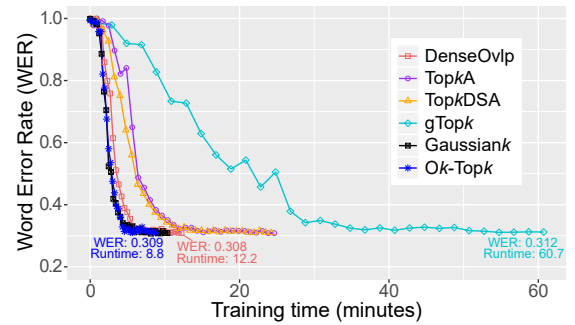 Word Error Rate (WER)
1.0
0.8
0.6
0.4
0.2
DenseOvlp
TopkA
TopkDSA
gTopk
Gaussiank
Ok-Topk
WER: 0.309
Runtime: 8.8
WER: 0.308
Runtime: 12.2
WER: 0.312
Runtime: 60.7
0
20
40
60
Training time (minutes)